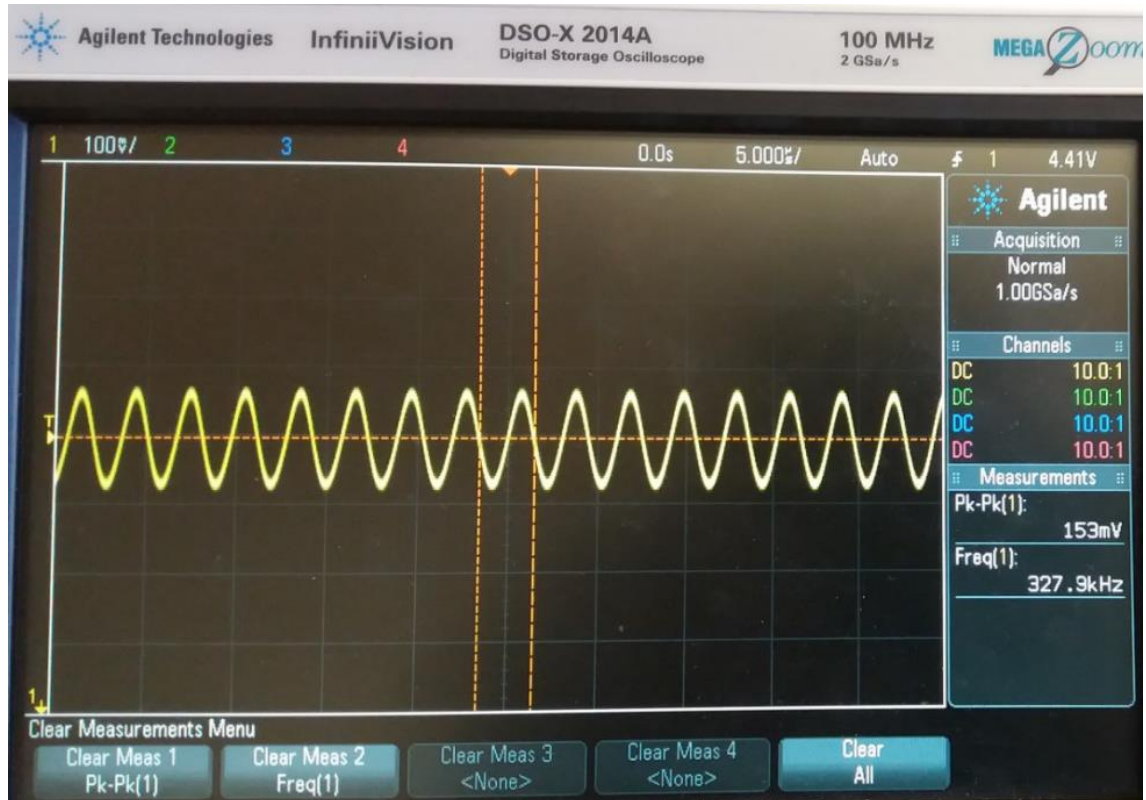 Agilent Technologies InfiniiVision DSO-X 2014A 100 MHz MEGA Zoom
Digital Storage Oscilloscope 2 GSa/s
1 100mV/ 2 3 4 0.0s 5.000µs/ Auto 1 4.41V
Agilent
Acquisition
Normal
1.00GSa/s
Channels
DC 10.0:1
DC 10.0:1
DC 10.0:1
DC 10.0:1
Measurements
Pk-Pk(1):
153mV
Freq(1):
327.9kHz
T
1
Clear Measurements Menu
Clear Meas 1 Clear Meas 2 Clear Meas 3 Clear Meas 4 Clear
Pk-Pk(1) Freq(1) <None> <None> All